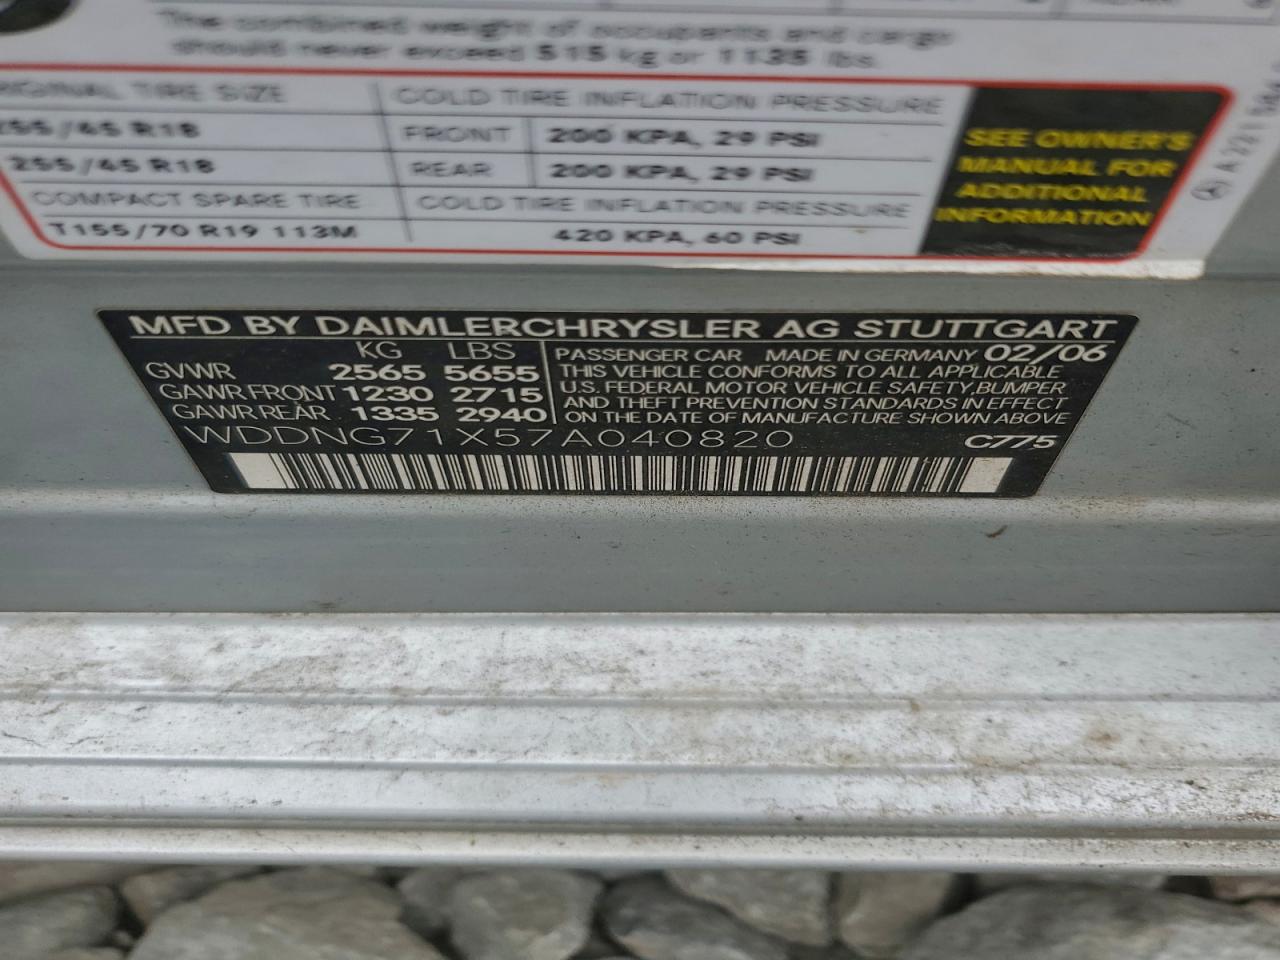 The combined weight of occupants and cargo
should never exceed 515 kg or 1135 lbs.
ORIGINAL TIRE SIZE COLD TIRE INFLATION PRESSURE
255/45 R18 FRONT 200 KPA, 29 PSI
255/45 R18 REAR 200 KPA, 29 PSI
COMPACT SPARE TIRE COLD TIRE INFLATION PRESSURE
T155/70 R19 113M 420 KPA, 60 PSI
SEE OWNER'S
MANUAL FOR
ADDITIONAL
INFORMATION
A 221 584
MFD BY DAIMLERCHRYSLER AG STUTTGART
KG LBS
GVWR 2565 5655
GAWR FRONT 1230 2715
GAWR REAR 1335 2940
PASSENGER CAR MADE IN GERMANY 02/06
THIS VEHICLE CONFORMS TO ALL APPLICABLE
U.S. FEDERAL MOTOR VEHICLE SAFETY, BUMPER
AND THEFT PREVENTION STANDARDS IN EFFECT
ON THE DATE OF MANUFACTURE SHOWN ABOVE
WDDNG71X57A040820 C775